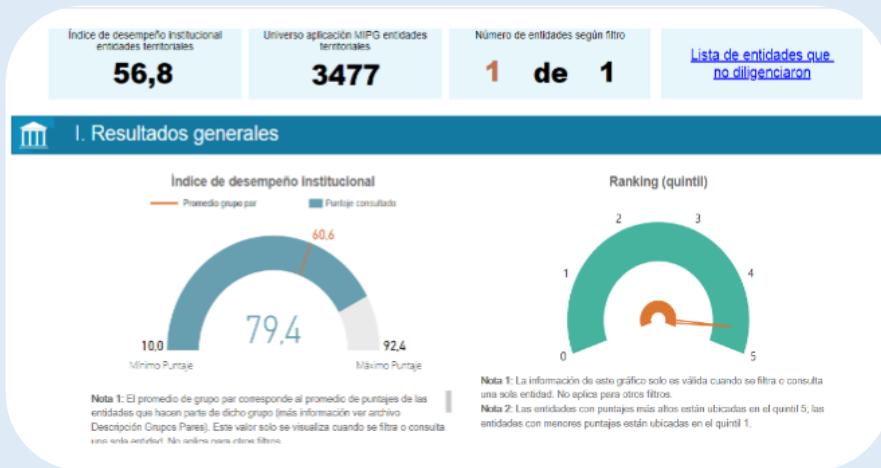 Índice de desempeño institucional
entidades territoriales
56,8
Universo aplicación MIPG entidades
territoriales
3477
Número de entidades según filtro
1 de 1
Lista de entidades que
no diligenciaron
I. Resultados generales
Índice de desempeño institucional
Promedio grupo par
Puntaje consultado
60,6
79,4
10,0
Mínimo Puntaje
92,4
Máximo Puntaje
Nota 1: El promedio de grupo par corresponde al promedio de puntajes de las
entidades que hacen parte de dicho grupo (más información ver archivo
Descripción Grupos Pares). Este valor solo se visualiza cuando se filtra o consulta
una sola entidad. No aplica para otros filtros.
Ranking (quintil)
0
1
2
3
4
5
Nota 1: La información de este gráfico solo es válida cuando se filtra o consulta
una sola entidad. No aplica para otros filtros.
Nota 2: Las entidades con puntajes más altos están ubicadas en el quintil 5; las
entidades con menores puntajes están ubicadas en el quintil 1.